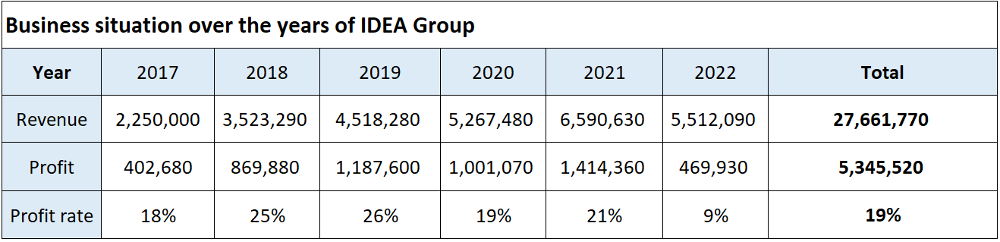 Business situation over the years of IDEA Group
Year 2017 2018 2019 2020 2021 2022 Total
Revenue 2,250,000 3,523,290 4,518,280 5,267,480 6,590,630 5,512,090 27,661,770
Profit 402,680 869,880 1,187,600 1,001,070 1,414,360 469,930 5,345,520
Profit rate 18% 25% 26% 19% 21% 9% 19%